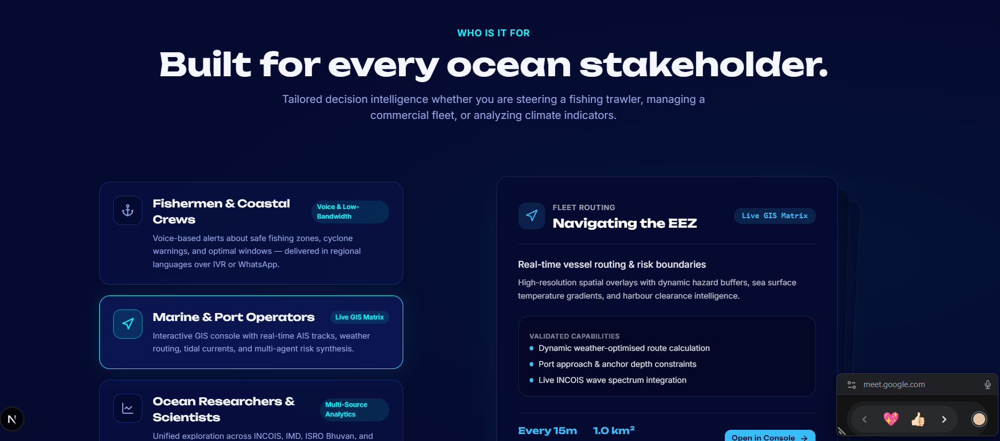 WHO IS IT FOR
Built for every ocean stakeholder.
Tailored decision intelligence whether you are steering a fishing trawler, managing a
commercial fleet, or analyzing climate indicators.
Fishermen & Coastal
Crews
Voice & Low-
Bandwidth
Voice-based alerts about safe fishing zones, cyclone
warnings, and optimal windows — delivered in regional
languages over IVR or WhatsApp.
Marine & Port Operators
Live GIS Matrix
Interactive GIS console with real-time AIS tracks, weather
routing, tidal currents, and multi-agent risk synthesis.
Ocean Researchers &
Scientists
Multi-Source
Analytics
Unified exploration across INCOIS, IMD, ISRO Bhuvan, and
FLEET ROUTING
Navigating the EEZ
Live GIS Matrix
Real-time vessel routing & risk boundaries
High-resolution spatial overlays with dynamic hazard buffers, sea surface
temperature gradients, and harbour clearance intelligence.
VALIDATED CAPABILITIES
Dynamic weather-optimised route calculation
Port approach & anchor depth constraints
Live INCOIS wave spectrum integration
Every 15m
1.0 km²
Open in Console →
meet.google.com
N